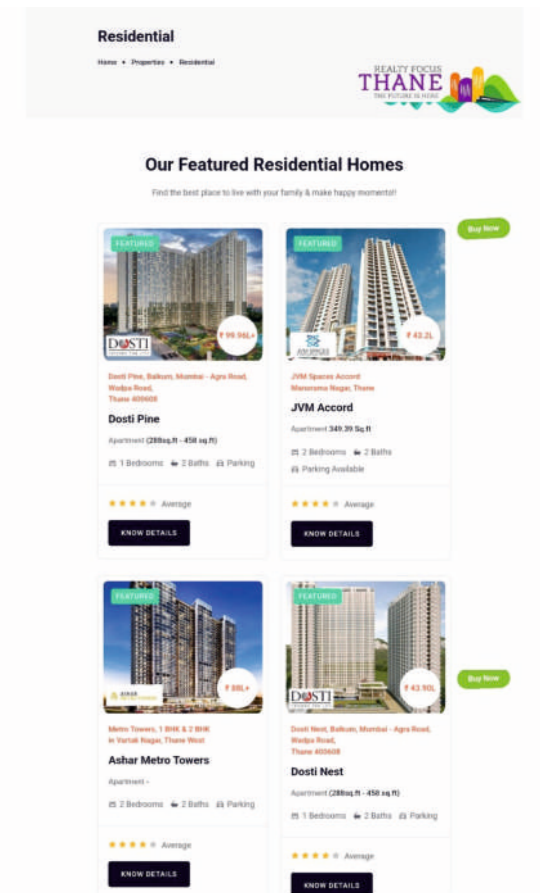 Residential
Home • Properties • Residential
REALTY FOCUS
THANE
THE FUTURE IS HERE
Our Featured Residential Homes
Find the best place to live with your family & make happy moments!!
Buy Now
FEATURED
DOSTI
₹ 99.96L+
Dosti Pine, Balkum, Mumbai - Agra Road,
Wadpa Road,
Thane 400608
Dosti Pine
Apartment (288sq.ft - 458 sq.ft)
1 Bedrooms 2 Baths Parking
Average
KNOW DETAILS
FEATURED
JVM SPACES
₹ 43.2L
JVM Spaces Accord
Manorama Nagar, Thane
JVM Accord
Apartment 349.39 Sq.ft
2 Bedrooms 2 Baths
Parking Available
Average
KNOW DETAILS
FEATURED
ASHAR
₹ 88L+
Metro Towers, 1 BHK & 2 BHK
in Vartak Nagar, Thane West
Ashar Metro Towers
Apartment -
2 Bedrooms 2 Baths Parking
Average
KNOW DETAILS
FEATURED
DOSTI
₹ 43.90L
Dosti Nest, Balkum, Mumbai - Agra Road,
Wadpa Road,
Thane 400608
Dosti Nest
Apartment (288sq.ft - 458 sq.ft)
1 Bedrooms 2 Baths Parking
Average
KNOW DETAILS
Buy Now